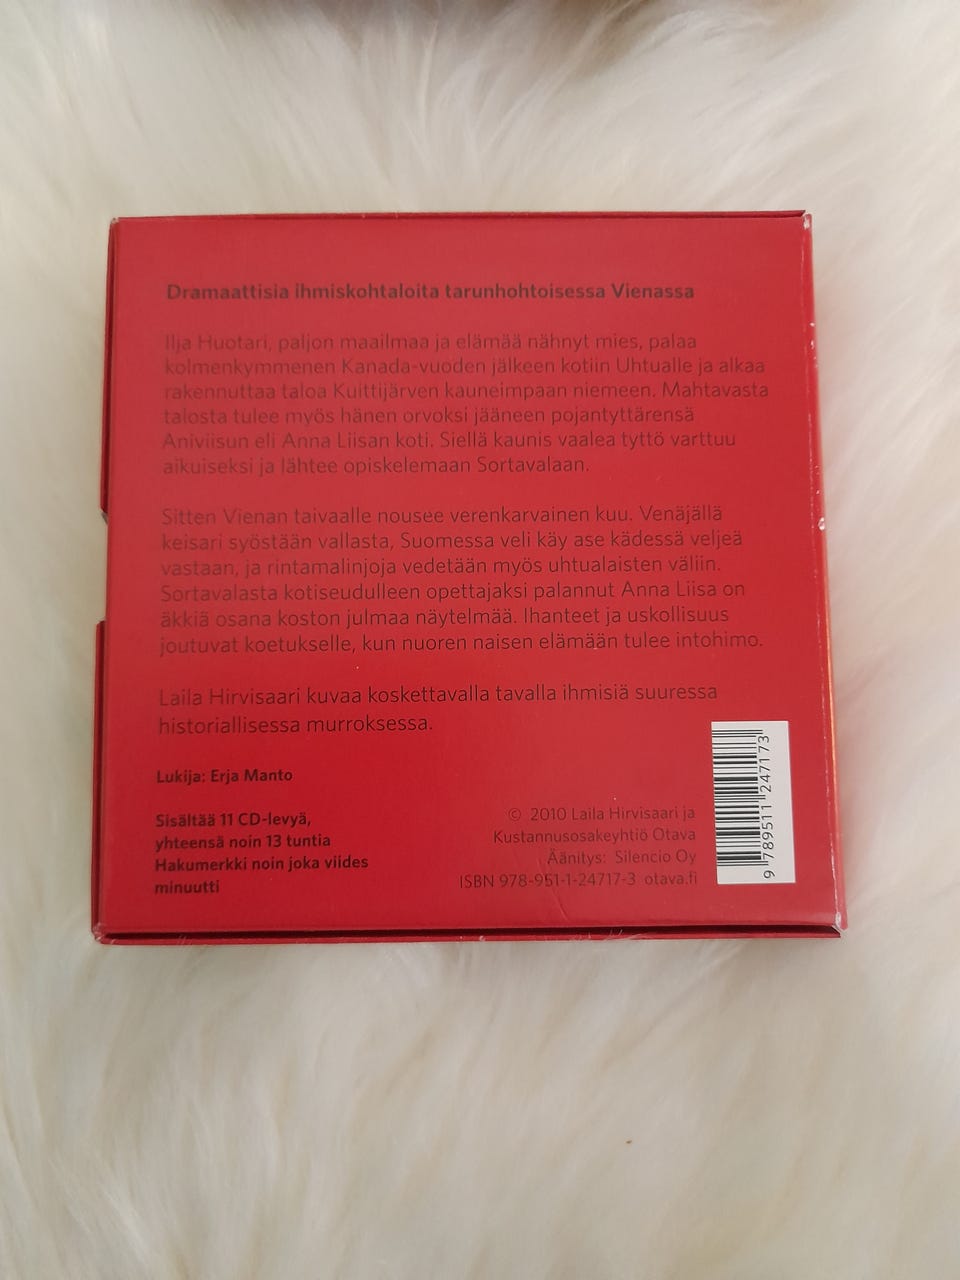 Dramaattisia ihmiskohtaloita tarunhohtoisessa Vienassa
Ilja Huotari, paljon maailmaa ja elämää nähnyt mies, palaa
kolmenkymmenen Kanada-vuoden jälkeen kotiin Uhtualle ja alkaa
rakennuttaa taloa Kuittijärven kauneimpaan niemeen. Mahtavasta
talosta tulee myös hänen orvoksi jääneen pojantyttärensä
Aniviisun eli Anna Liisan koti. Siellä kaunis vaalea tyttö varttuu
aikuiseksi ja lähtee opiskelemaan Sortavalaan.
Sitten Vienan taivaalle nousee verenkarvainen kuu. Venäjällä
keisari syöstään vallasta, Suomessa veli käy ase kädessä veljeä
vastaan, ja rintamalinjoja vedetään myös uhtualaisten väliin.
Sortavalasta kotiseudulleen opettajaksi palannut Anna Liisa on
äkkiä osana koston julmaa näytelmää. Ihanteet ja uskollisuus
joutuvat koetukselle, kun nuoren naisen elämään tulee intohimo.
Laila Hirvisaari kuvaa koskettavalla tavalla ihmisiä suuressa
historiallisessa murroksessa.
Lukija: Erja Manto
Sisältää 11 CD-levyä,
yhteensä noin 13 tuntia
Hakumerkki noin joka viides
minuutti
© 2010 Laila Hirvisaari ja
Kustannusosakeyhtiö Otava
Äänitys: Silencio Oy
ISBN 978-951-1-24717-3 otava.fi
9 789511 247173